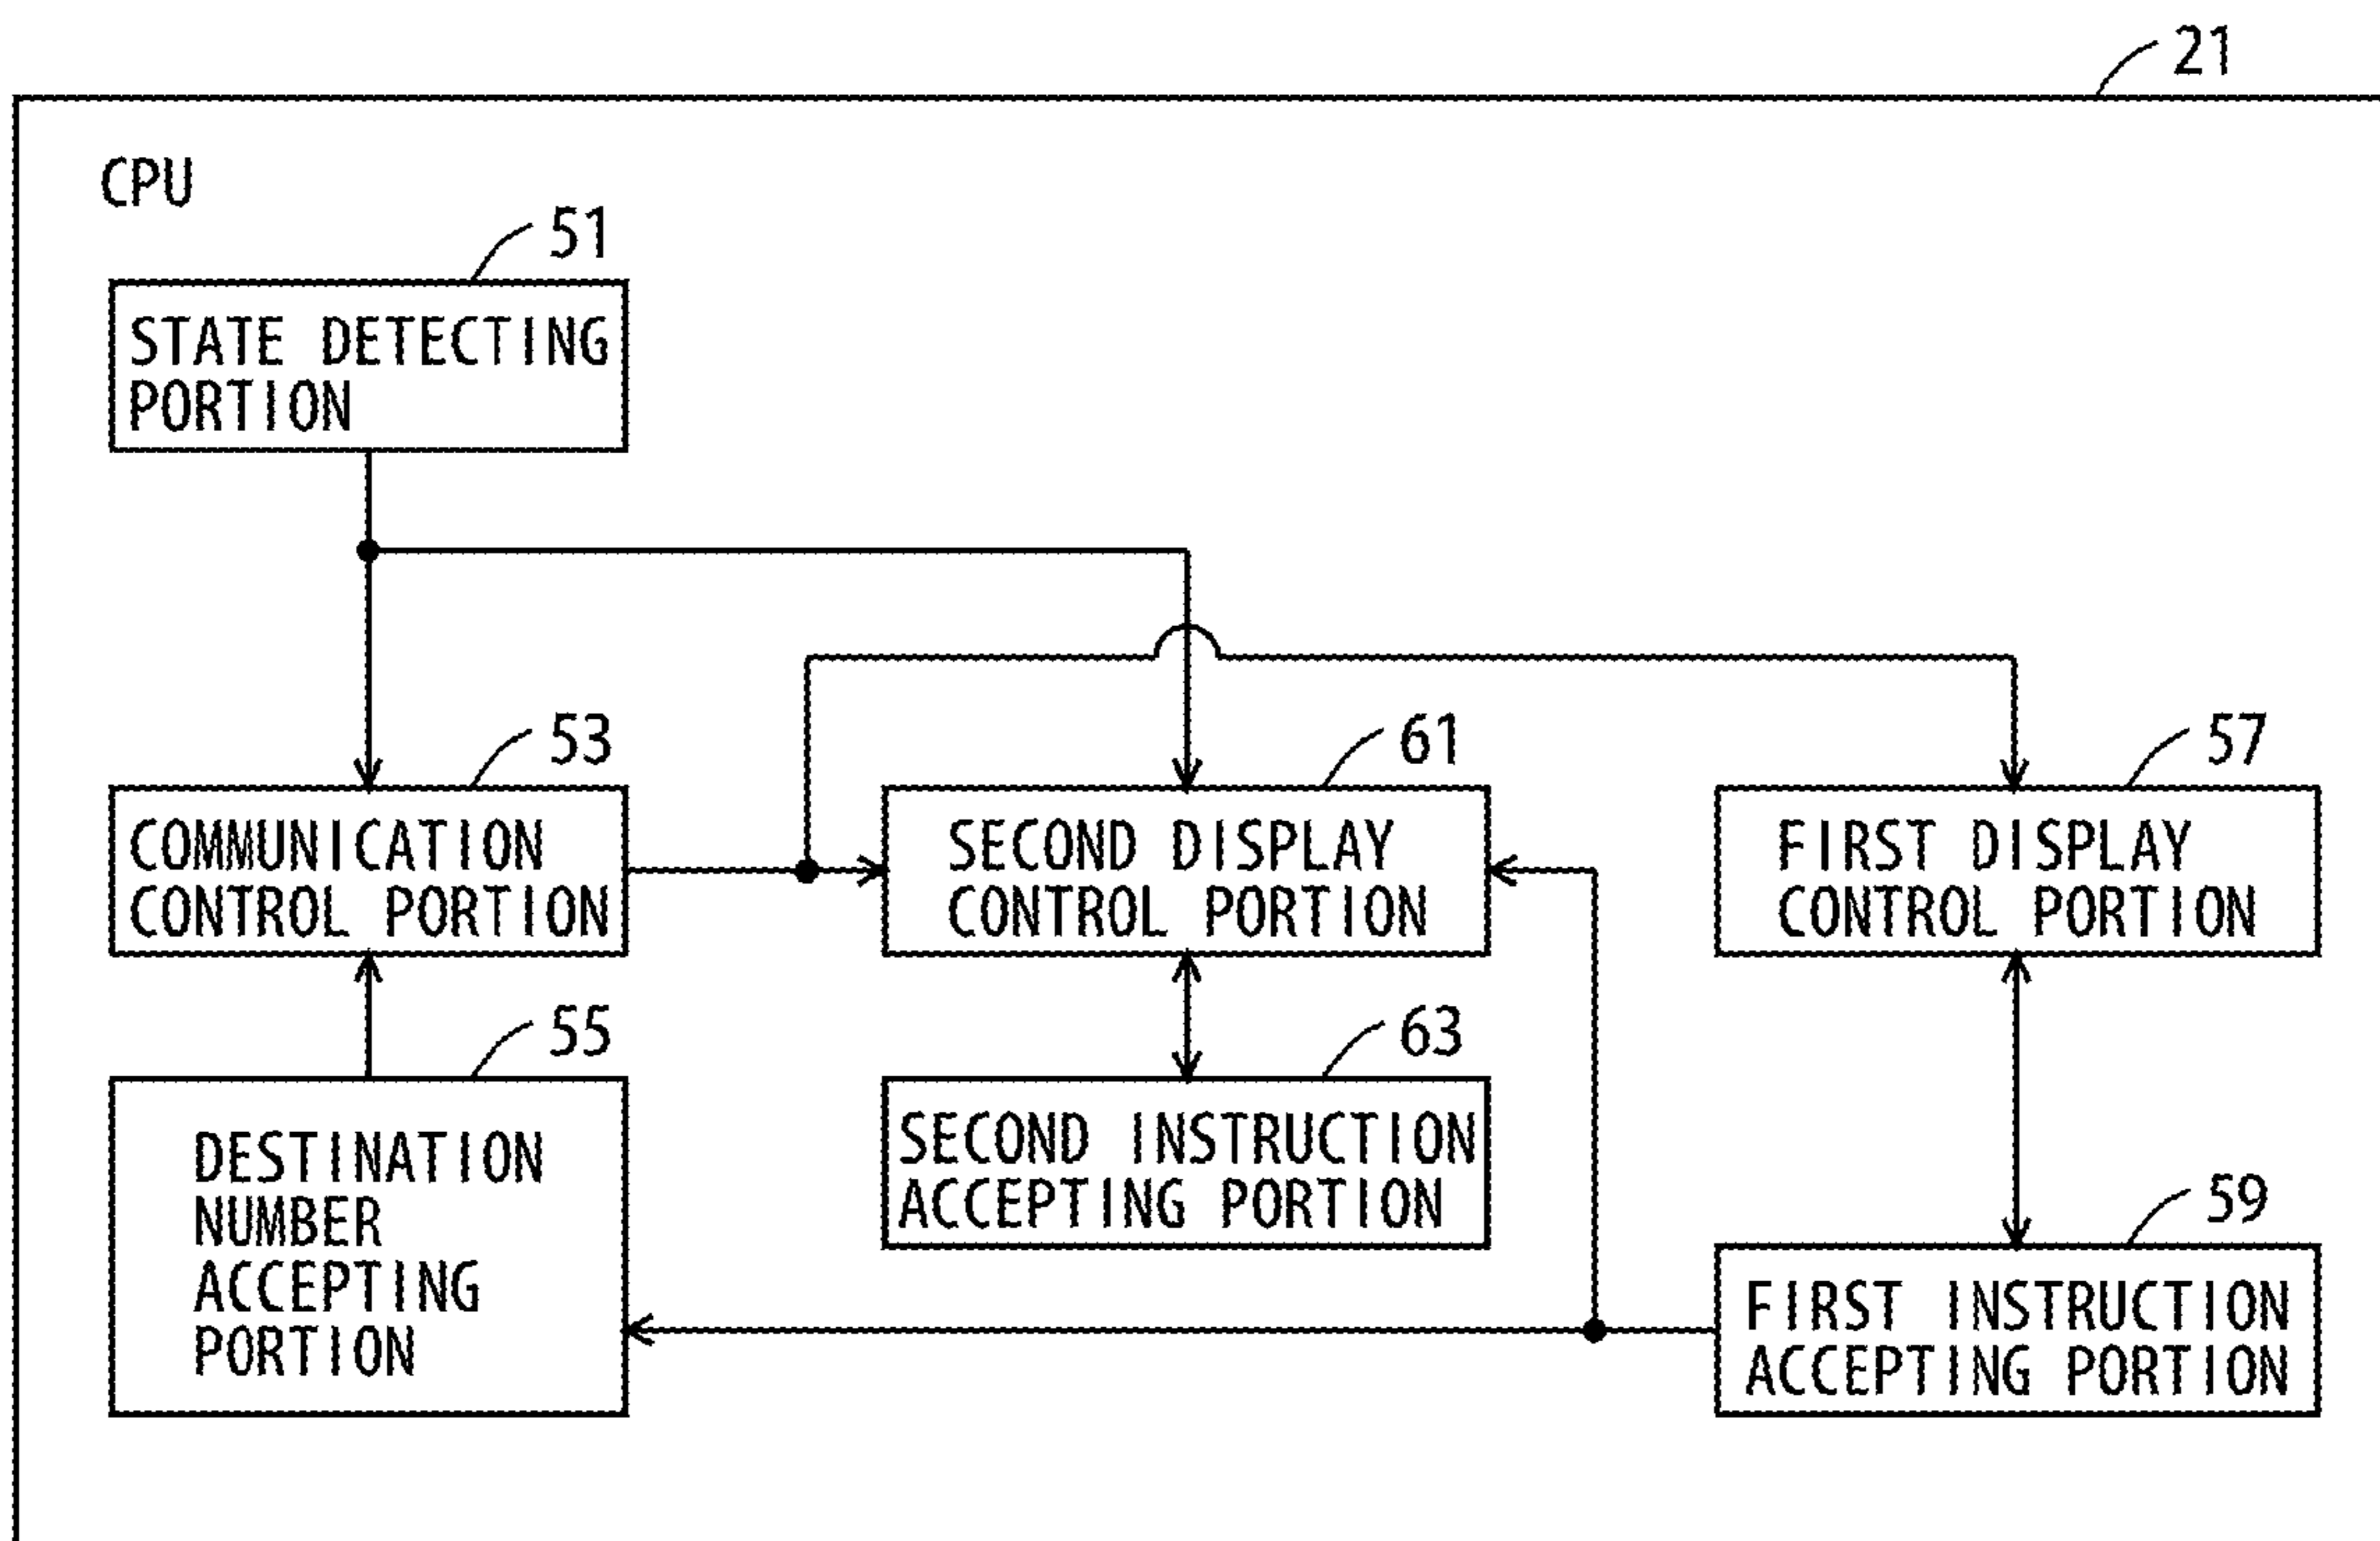 21
CPU
51
STATE DETECTING
PORTION
53
61
57
COMMUNICATION
CONTROL PORTION
SECOND DISPLAY
CONTROL PORTION
FIRST DISPLAY
CONTROL PORTION
55
63
59
DESTINATION
NUMBER
ACCEPTING
PORTION
SECOND INSTRUCTION
ACCEPTING PORTION
FIRST INSTRUCTION
ACCEPTING PORTION